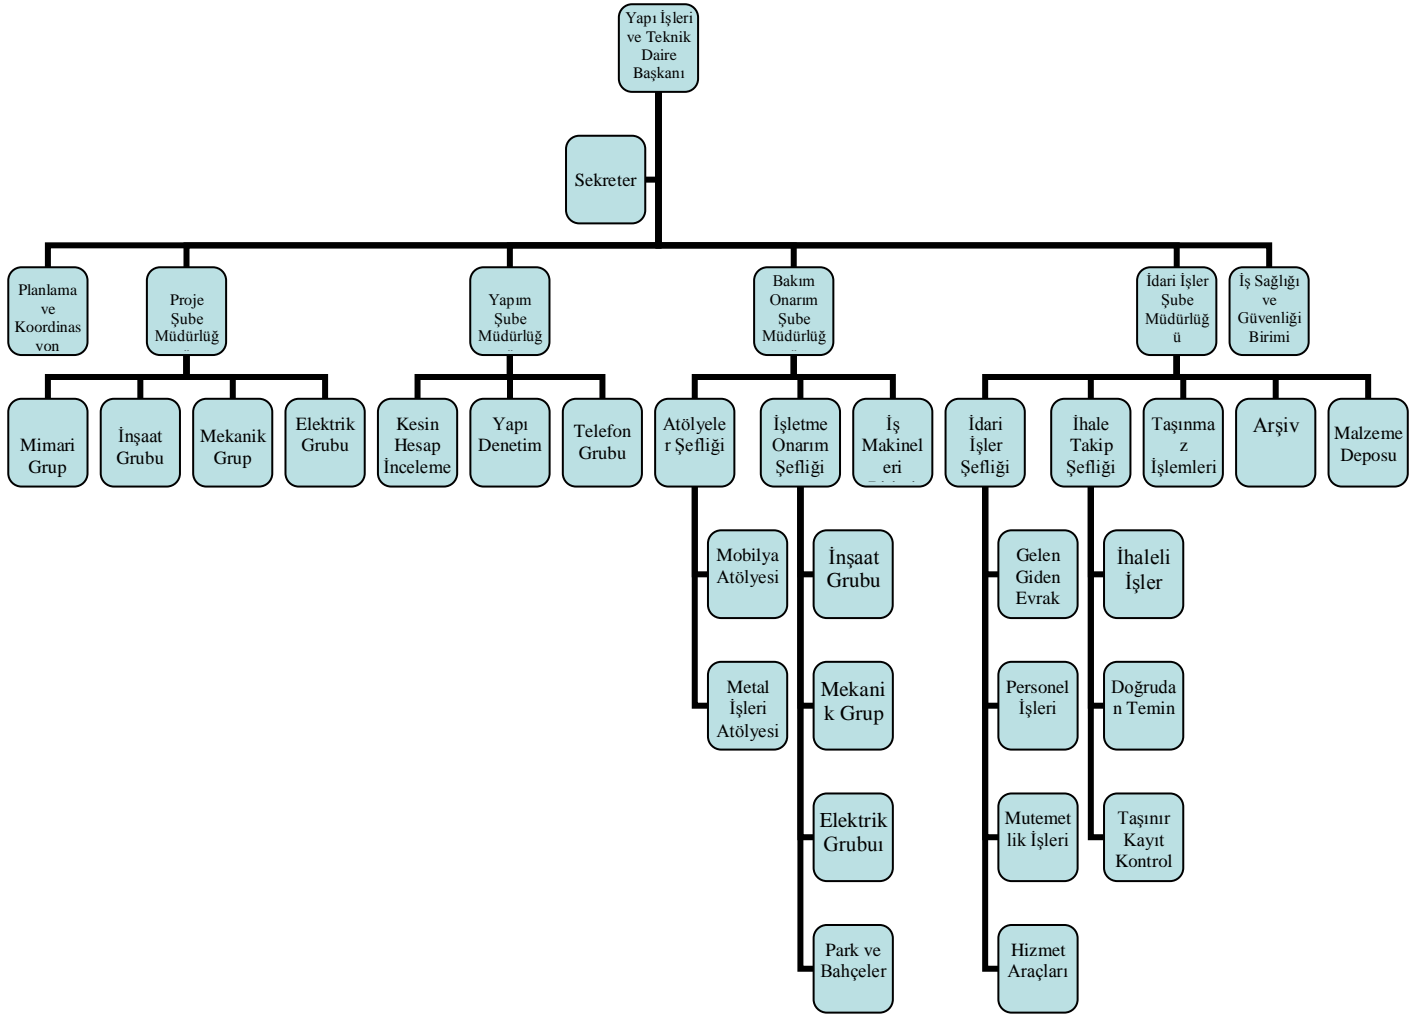 Yapı İşleri
ve Teknik
Daire
Başkanı
Sekreter
Planlama
ve
Koordinas
yon
Proje
Şube
Müdürlüğ
Yapım
Şube
Müdürlüğ
Bakım
Onarım
Şube
Müdürlüğ
İdari İşler
Şube
Müdürlüğ
ü
İş Sağlığı
ve
Güvenliği
Birimi
Mimari
Grup
İnşaat
Grubu
Mekanik
Grup
Elektrik
Grubu
Kesin
Hesap
İnceleme
Yapı
Denetim
Telefon
Grubu
Atölyele
r Şefliği
İşletme
Onarım
Şefliği
İş
Makinel
eri
İdari
İşler
Şefliği
İhale
Takip
Şefliği
Taşınma
z
İşlemleri
Arşiv
Malzeme
Deposu
Mobilya
Atölyesi
İnşaat
Grubu
Gelen
Giden
Evrak
İhaleli
İşler
Metal
İşleri
Atölyesi
Mekani
k Grup
Personel
İşleri
Doğruda
n Temin
Elektrik
Grubuı
Mutemet
lik İşleri
Taşınır
Kayıt
Kontrol
Park ve
Bahçeler
Hizmet
Araçları